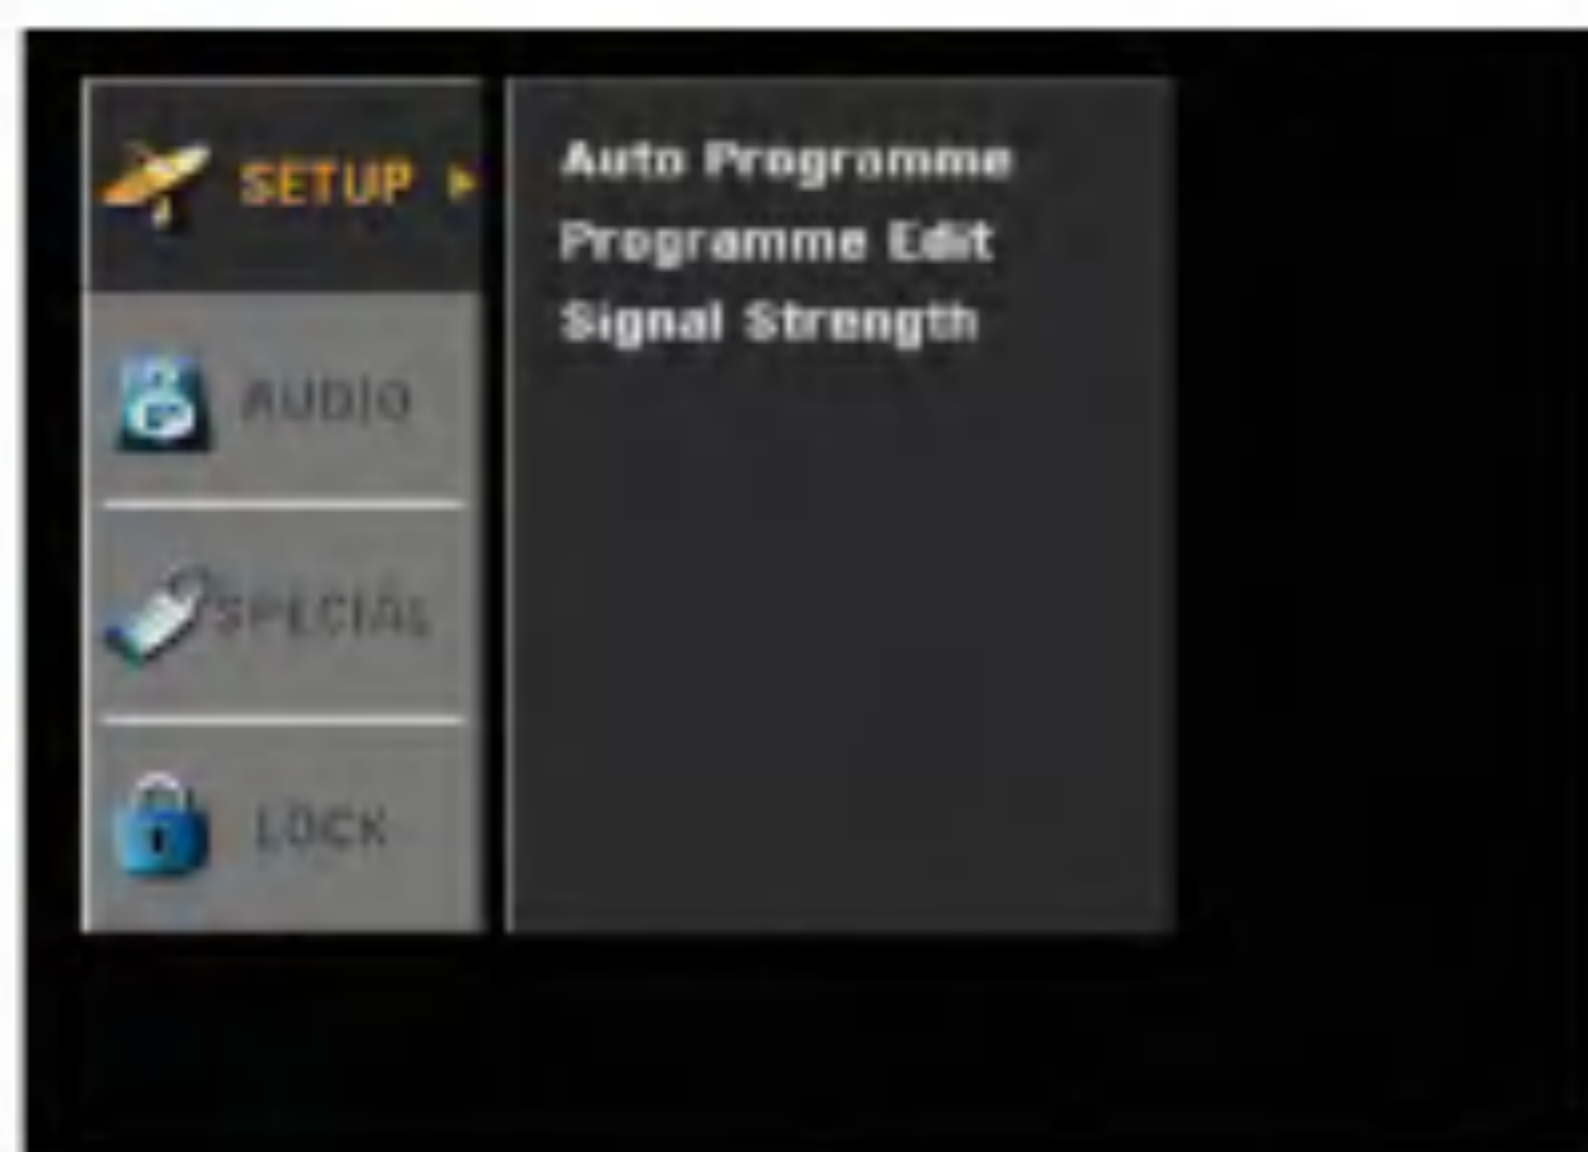 SETUP
Auto Programme
Programme Edit
Signal Strength
AUDIO
SPECIAL
LOCK